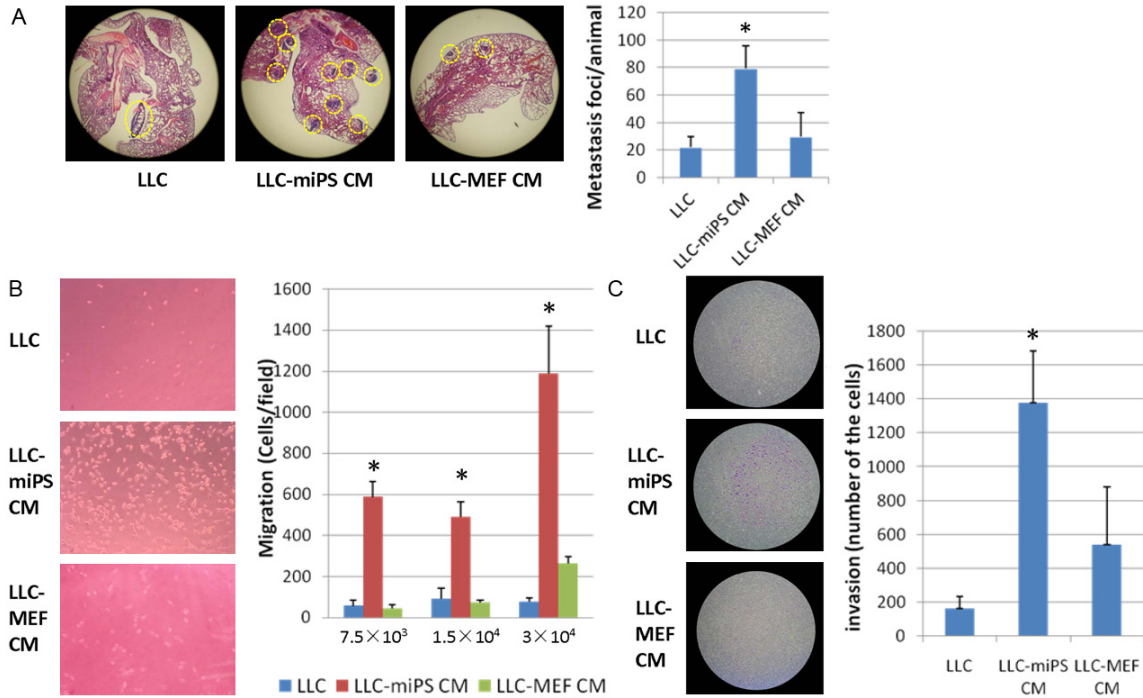 A
LLC
LLC-miPS CM
LLC-MEF CM
Metastasis foci/animal
120
100
80
60
40
20
0
*
LLC
LLC-miPS CM
LLC-MEF CM
B
LLC
LLC-
miPS
CM
LLC-
MEF
CM
Migration (Cells/field)
1600
1400
1200
1000
800
600
400
200
0
*
*
*
7.5×10³
1.5×10⁴
3×10⁴
LLC
LLC-miPS CM
LLC-MEF CM
C
LLC
LLC-
miPS
CM
LLC-
MEF
CM
invasion (number of the cells)
1800
1600
1400
1200
1000
800
600
400
200
0
*
LLC
LLC-miPS
CM
LLC-MEF
CM